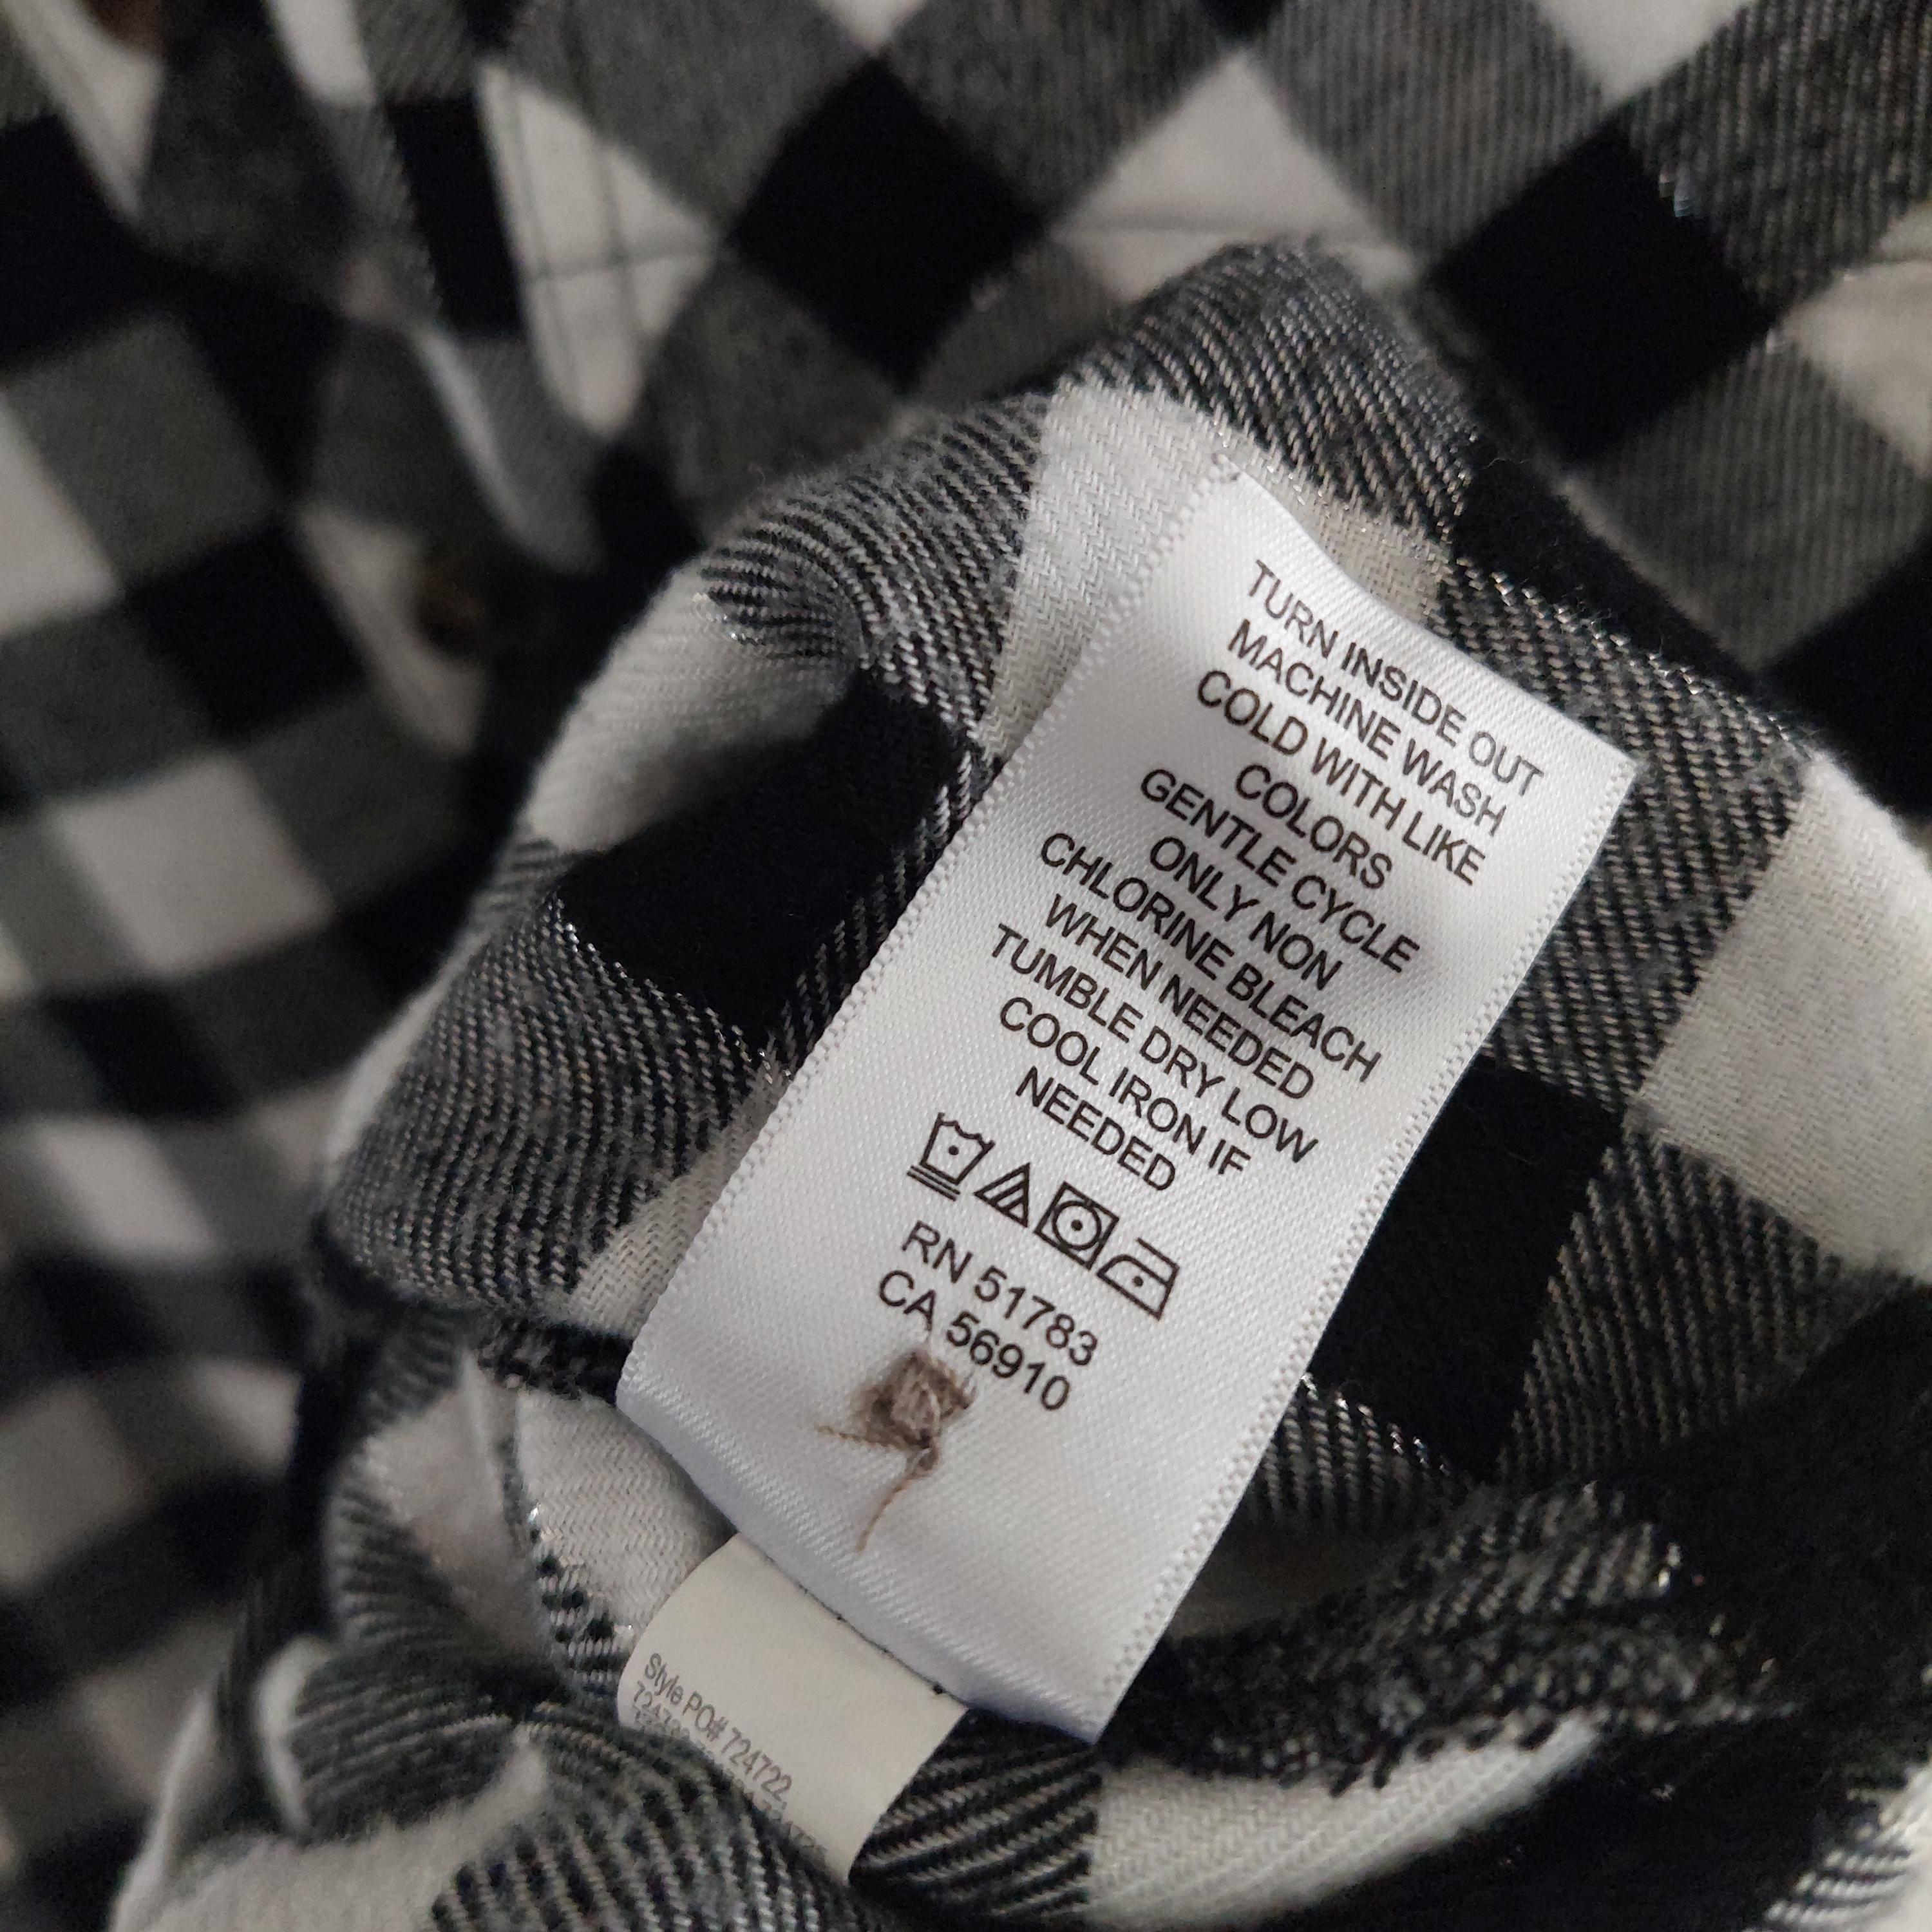 TURN INSIDE OUT
MACHINE WASH
COLD WITH LIKE
COLORS
GENTLE CYCLE
ONLY NON
CHLORINE BLEACH
WHEN NEEDED
TUMBLE DRY LOW
COOL IRON IF
NEEDED
RN 51783
CA 56910
Style PO# 724722,